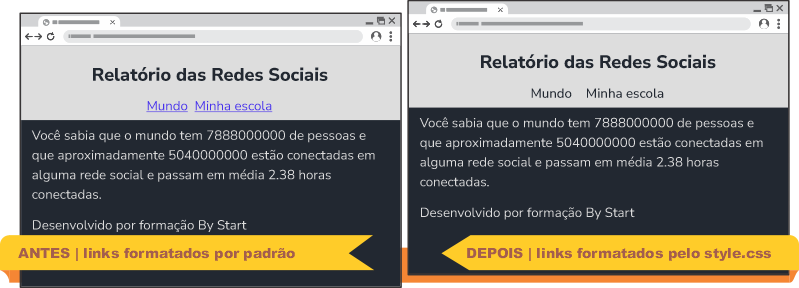 Relatório das Redes Sociais
Mundo Minha escola
Você sabia que o mundo tem 7888000000 de pessoas e
que aproximadamente 5040000000 estão conectadas em
alguma rede social e passam em média 2.38 horas
conectadas.
Desenvolvido por formação By Start
ANTES | links formatados por padrão
Relatório das Redes Sociais
Mundo Minha escola
Você sabia que o mundo tem 7888000000 de pessoas e
que aproximadamente 5040000000 estão conectadas em
alguma rede social e passam em média 2.38 horas
conectadas.
Desenvolvido por formação By Start
DEPOIS | links formatados pelo style.css